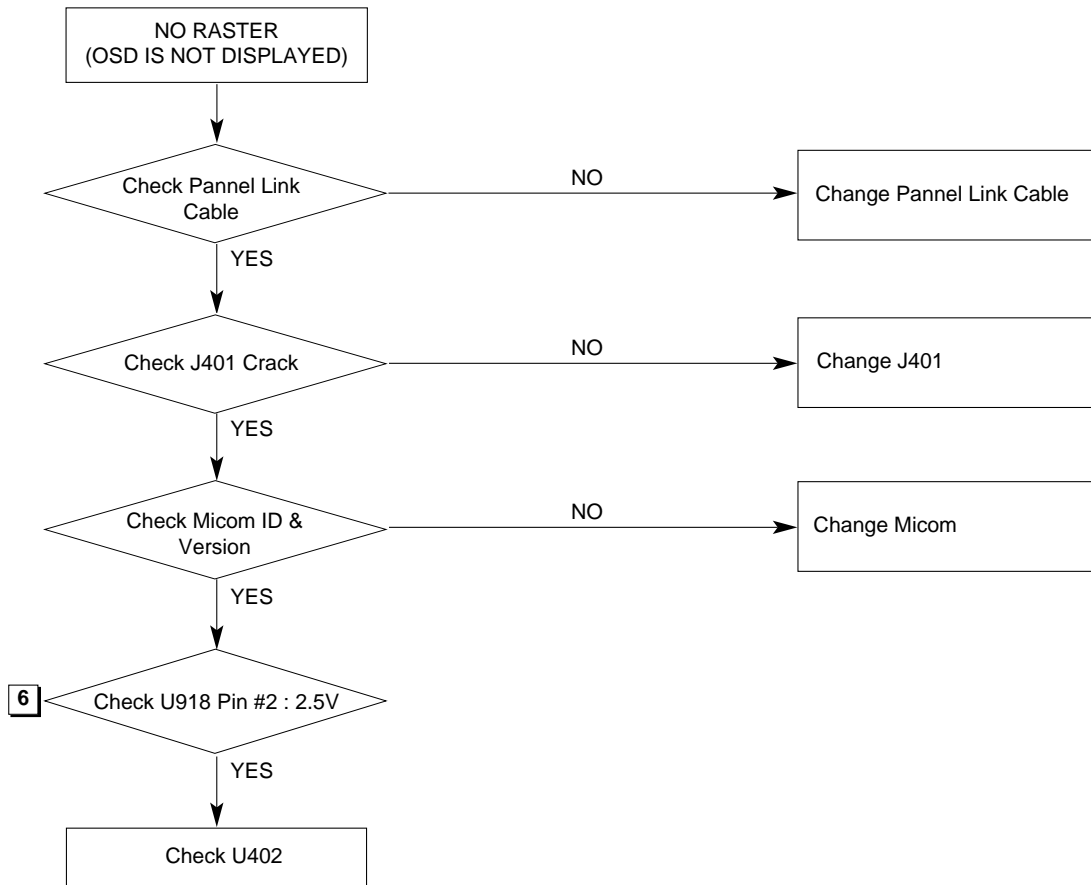 NO RASTER
(OSD IS NOT DISPLAYED)
Check Pannel Link
Cable
NO
Change Pannel Link Cable
YES
Check J401 Crack
NO
Change J401
YES
Check Micom ID &
Version
NO
Change Micom
YES
6
Check U918 Pin #2 : 2.5V
YES
Check U402